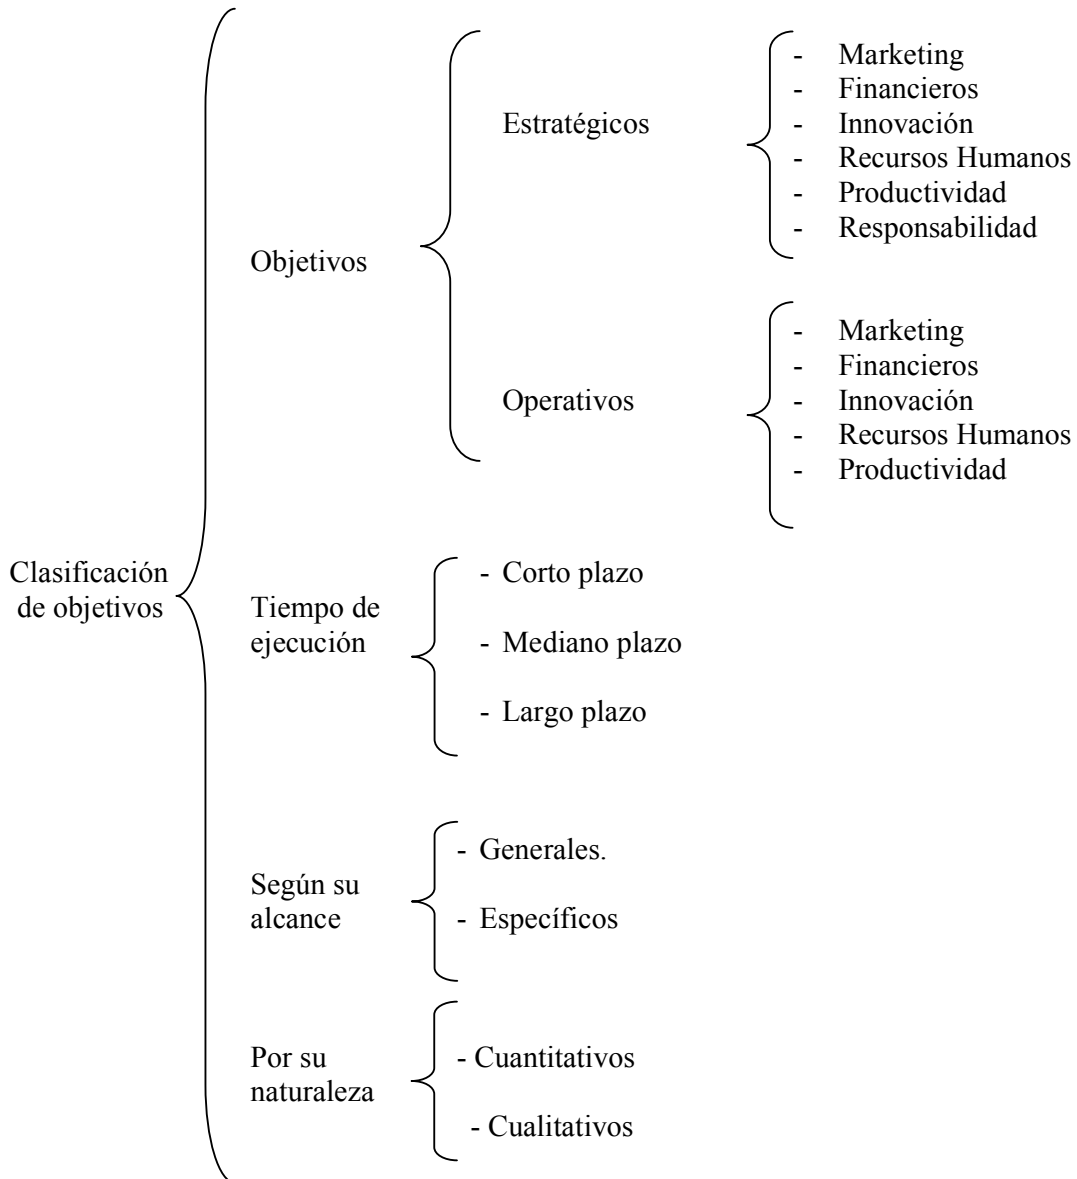 Clasificación
de objetivos
Objetivos
Estratégicos
- Marketing
- Financieros
- Innovación
- Recursos Humanos
- Productividad
- Responsabilidad
Operativos
- Marketing
- Financieros
- Innovación
- Recursos Humanos
- Productividad
Tiempo de
ejecución
- Corto plazo
- Mediano plazo
- Largo plazo
Según su
alcance
- Generales.
- Específicos
Por su
naturaleza
- Cuantitativos
- Cualitativos